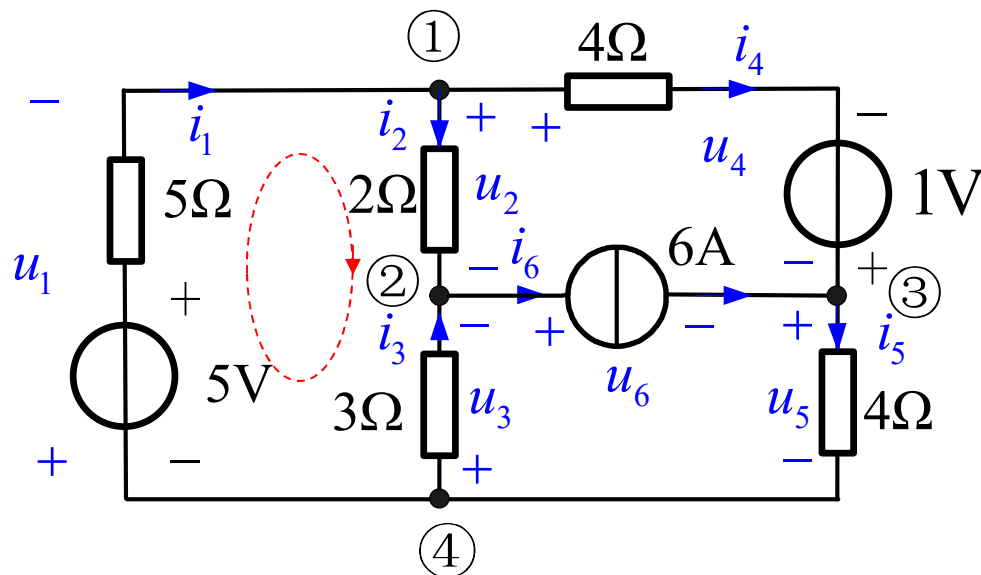 ① 4Ω i₄
− i₁ i₂ + + −
5Ω 2Ω u₂ u₄ 1V
u₁ + ② − i₆ 6A − + ③
i₃ − + − + i₅
5V 3Ω u₃ u₆ u₅ 4Ω
+ − + −
④